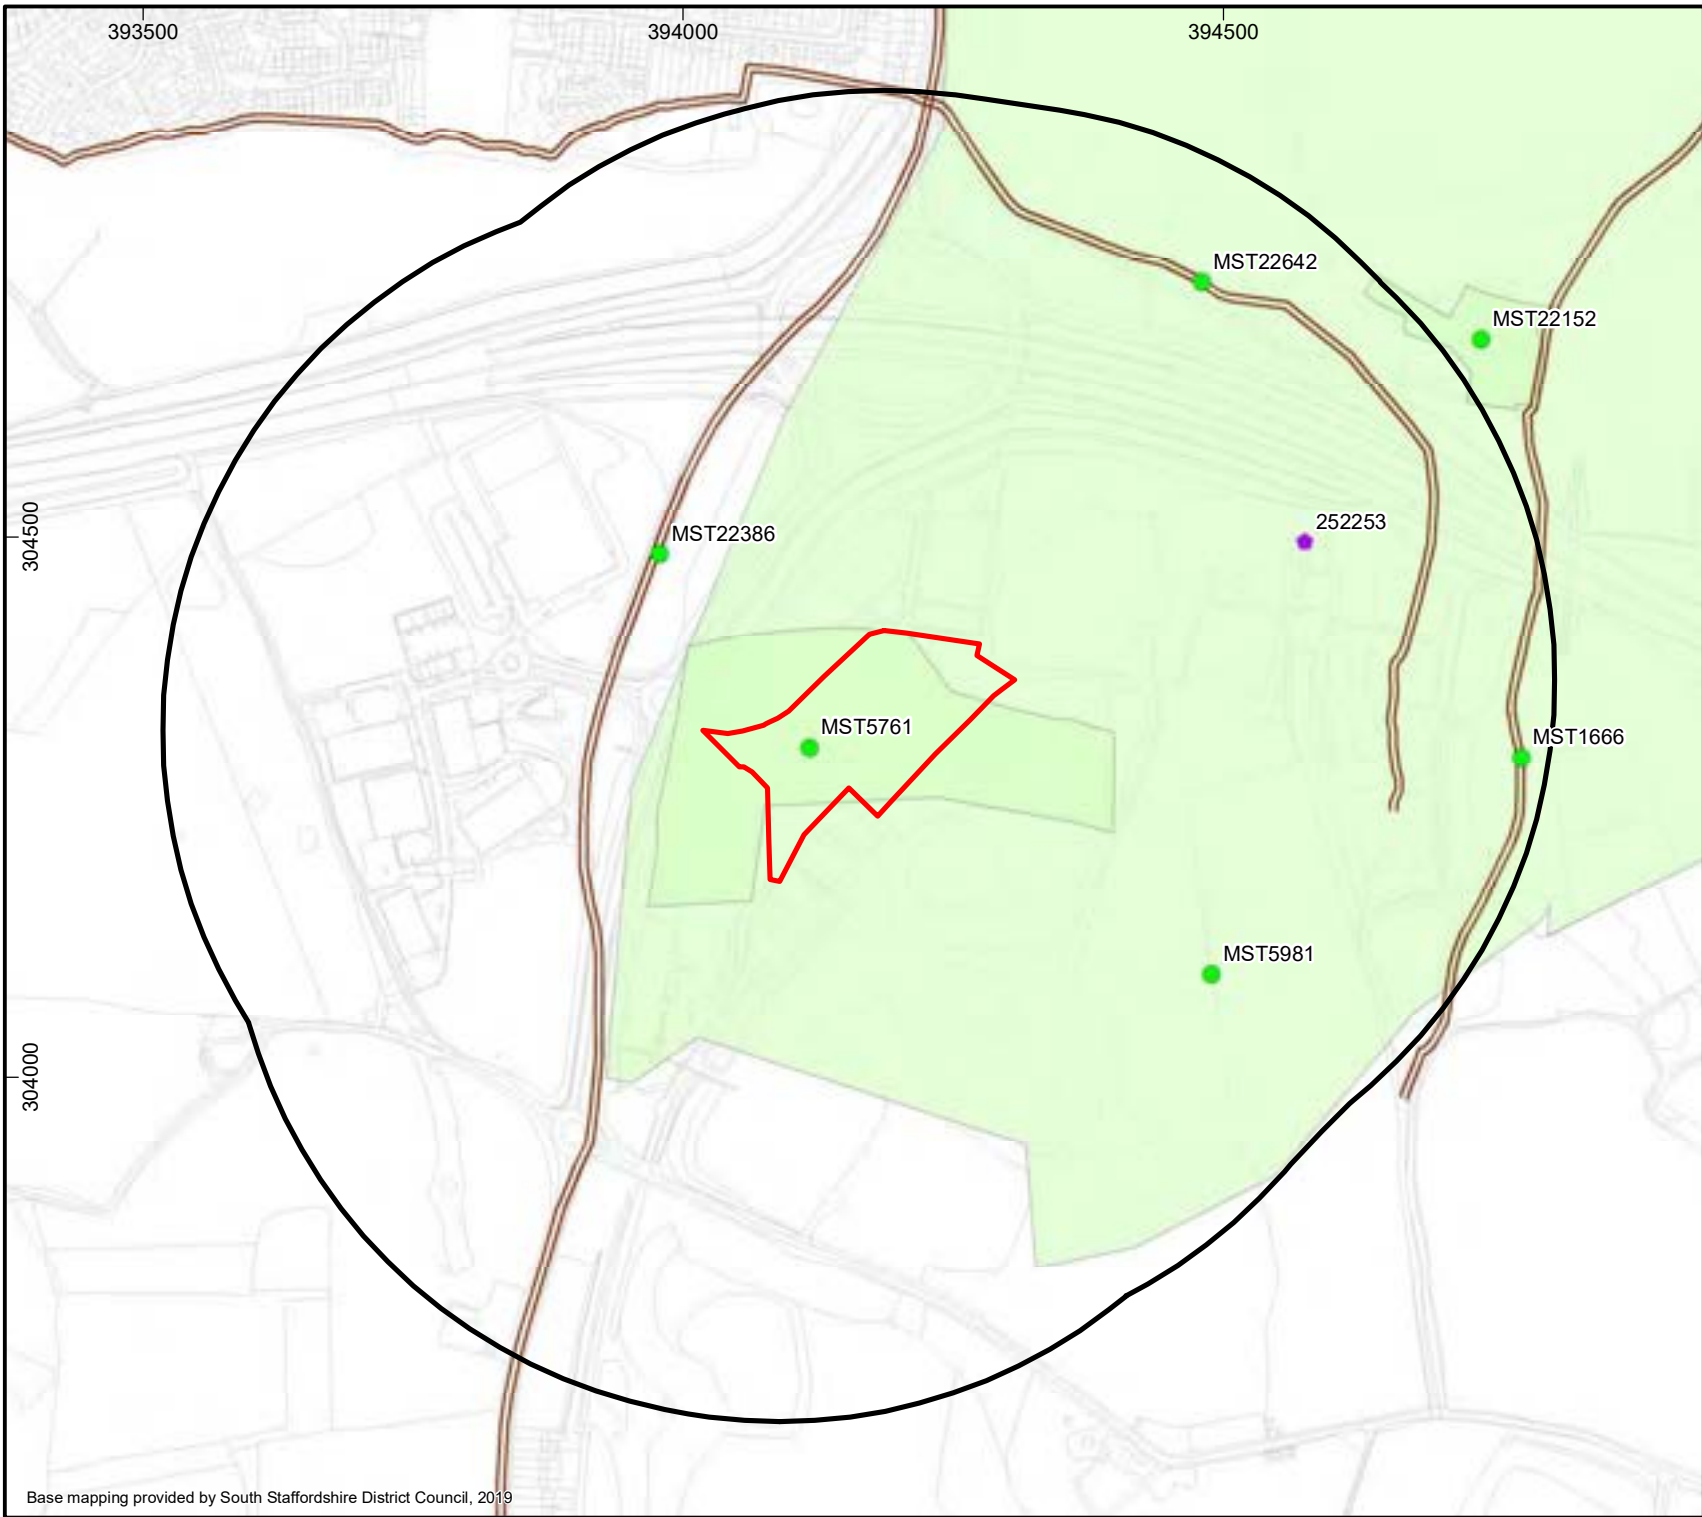 393500
394000
394500
MST22642
MST22152
252253
304500
MST22386
MST5761
MST1666
MST5981
304000
Base mapping provided by South Staffordshire District Council, 2019